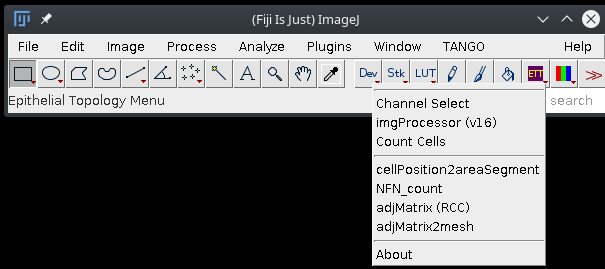 (Fiji Is Just) ImageJ
File Edit Image Process Analyze Plugins Window TANGO Help
A Dev Stk LUT ETT >>
Epithelial Topology Menu search
Channel Select
imgProcessor (v16)
Count Cells
cellPosition2areaSegment
NFN_count
adjMatrix (RCC)
adjMatrix2mesh
About